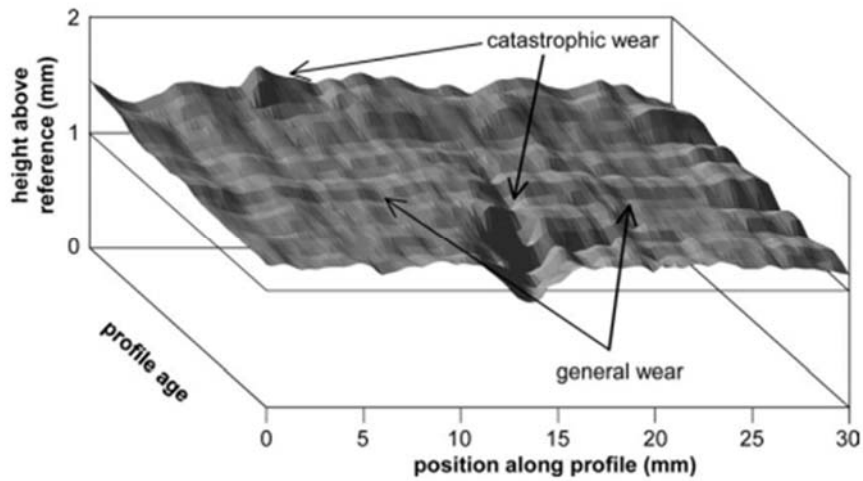 2
catastrophic wear
height above
reference (mm)
1
0
profile age
general wear
0 5 10 15 20 25 30
position along profile (mm)